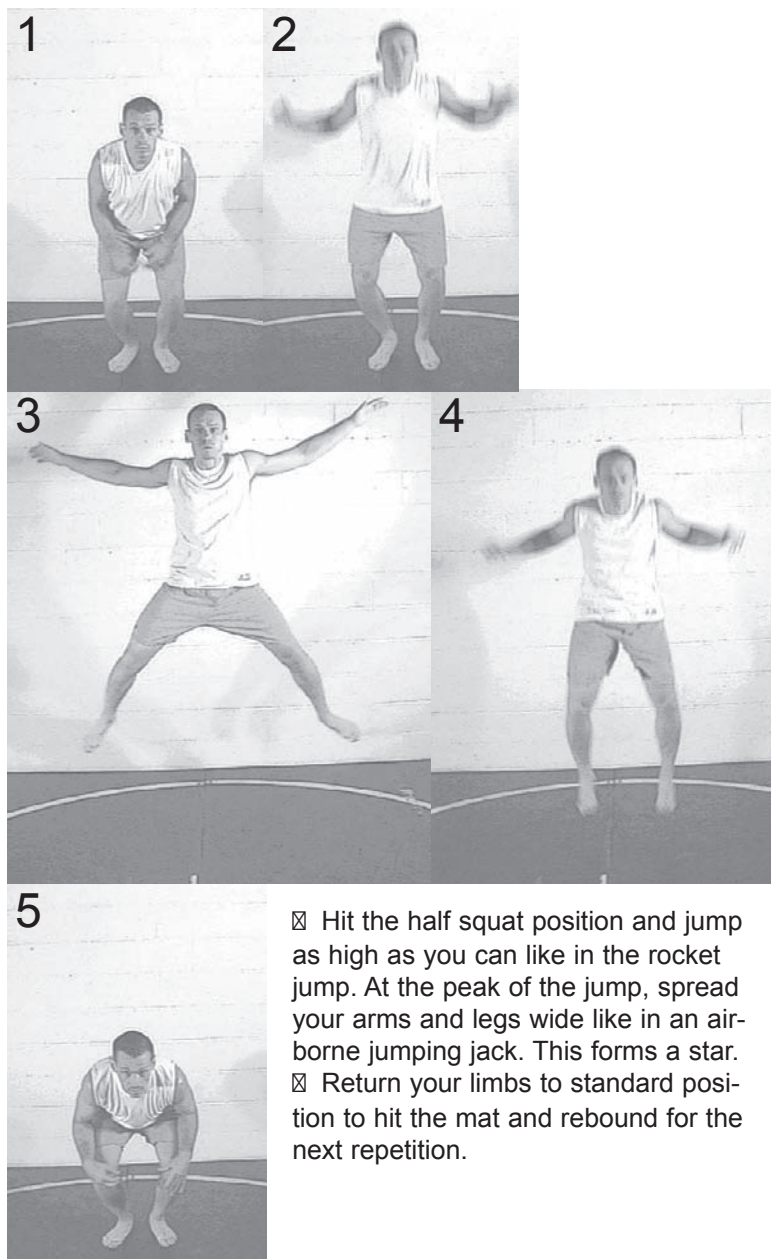 1
2
3
4
5
☒ Hit the half squat position and jump
as high as you can like in the rocket
jump. At the peak of the jump, spread
your arms and legs wide like in an air-
borne jumping jack. This forms a star.
☒ Return your limbs to standard posi-
tion to hit the mat and rebound for the
next repetition.